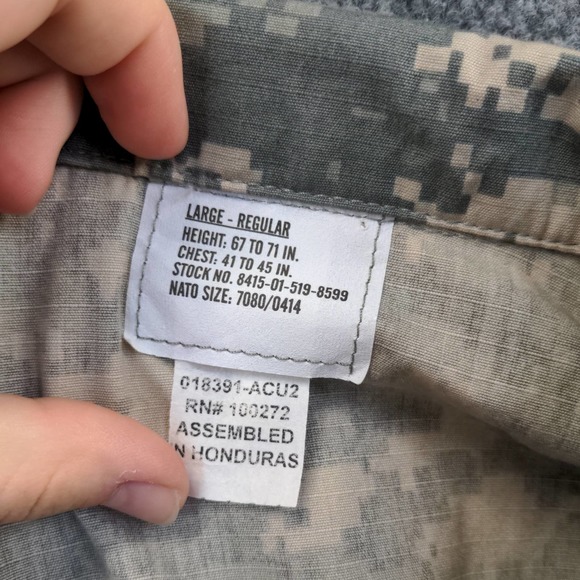 LARGE - REGULAR
HEIGHT: 67 TO 71 IN.
CHEST: 41 TO 45 IN.
STOCK NO. 8415-01-519-8599
NATO SIZE: 7080/0414
018391-ACU2
RN# 100272
ASSEMBLED
N HONDURAS